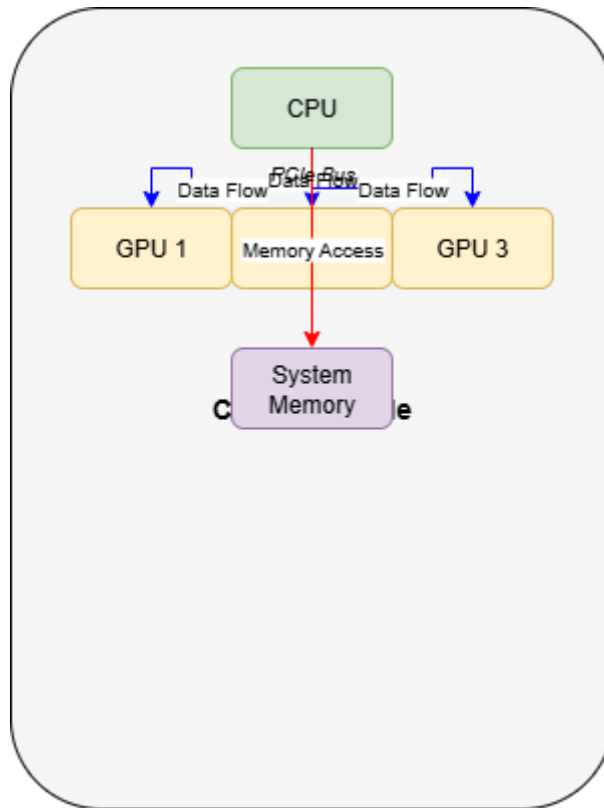 CPU
PCIe Bus
Data Flow
Data Flow
Data Flow
GPU 1
Memory Access
GPU 3
System
Memory